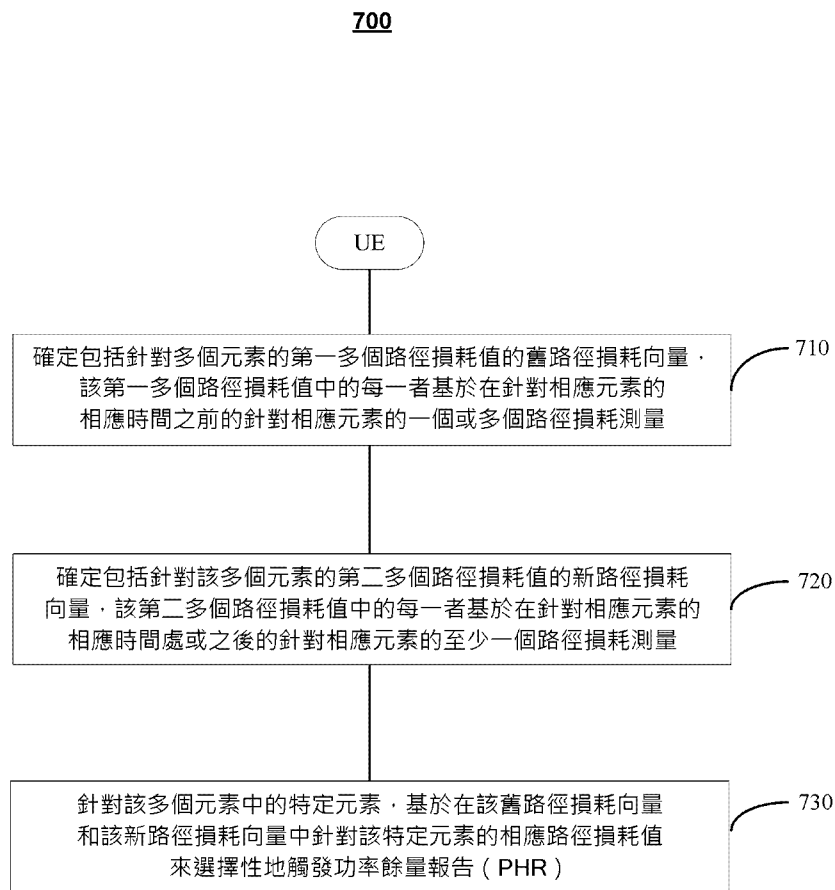 700
UE
確定包括針對多個元素的第一多個路徑損耗值的舊路徑損耗向量，
該第一多個路徑損耗值中的每一者基於在針對相應元素的
相應時間之前的針對相應元素的一個或多個路徑損耗測量
710
確定包括針對該多個元素的第二多個路徑損耗值的新路徑損耗
向量，該第二多個路徑損耗值中的每一者基於在針對相應元素的
相應時間處或之後的針對相應元素的至少一個路徑損耗測量
720
針對該多個元素中的特定元素，基於在該舊路徑損耗向量
和該新路徑損耗向量中針對該特定元素的相應路徑損耗值
來選擇性地觸發功率餘量報告（PHR）
730